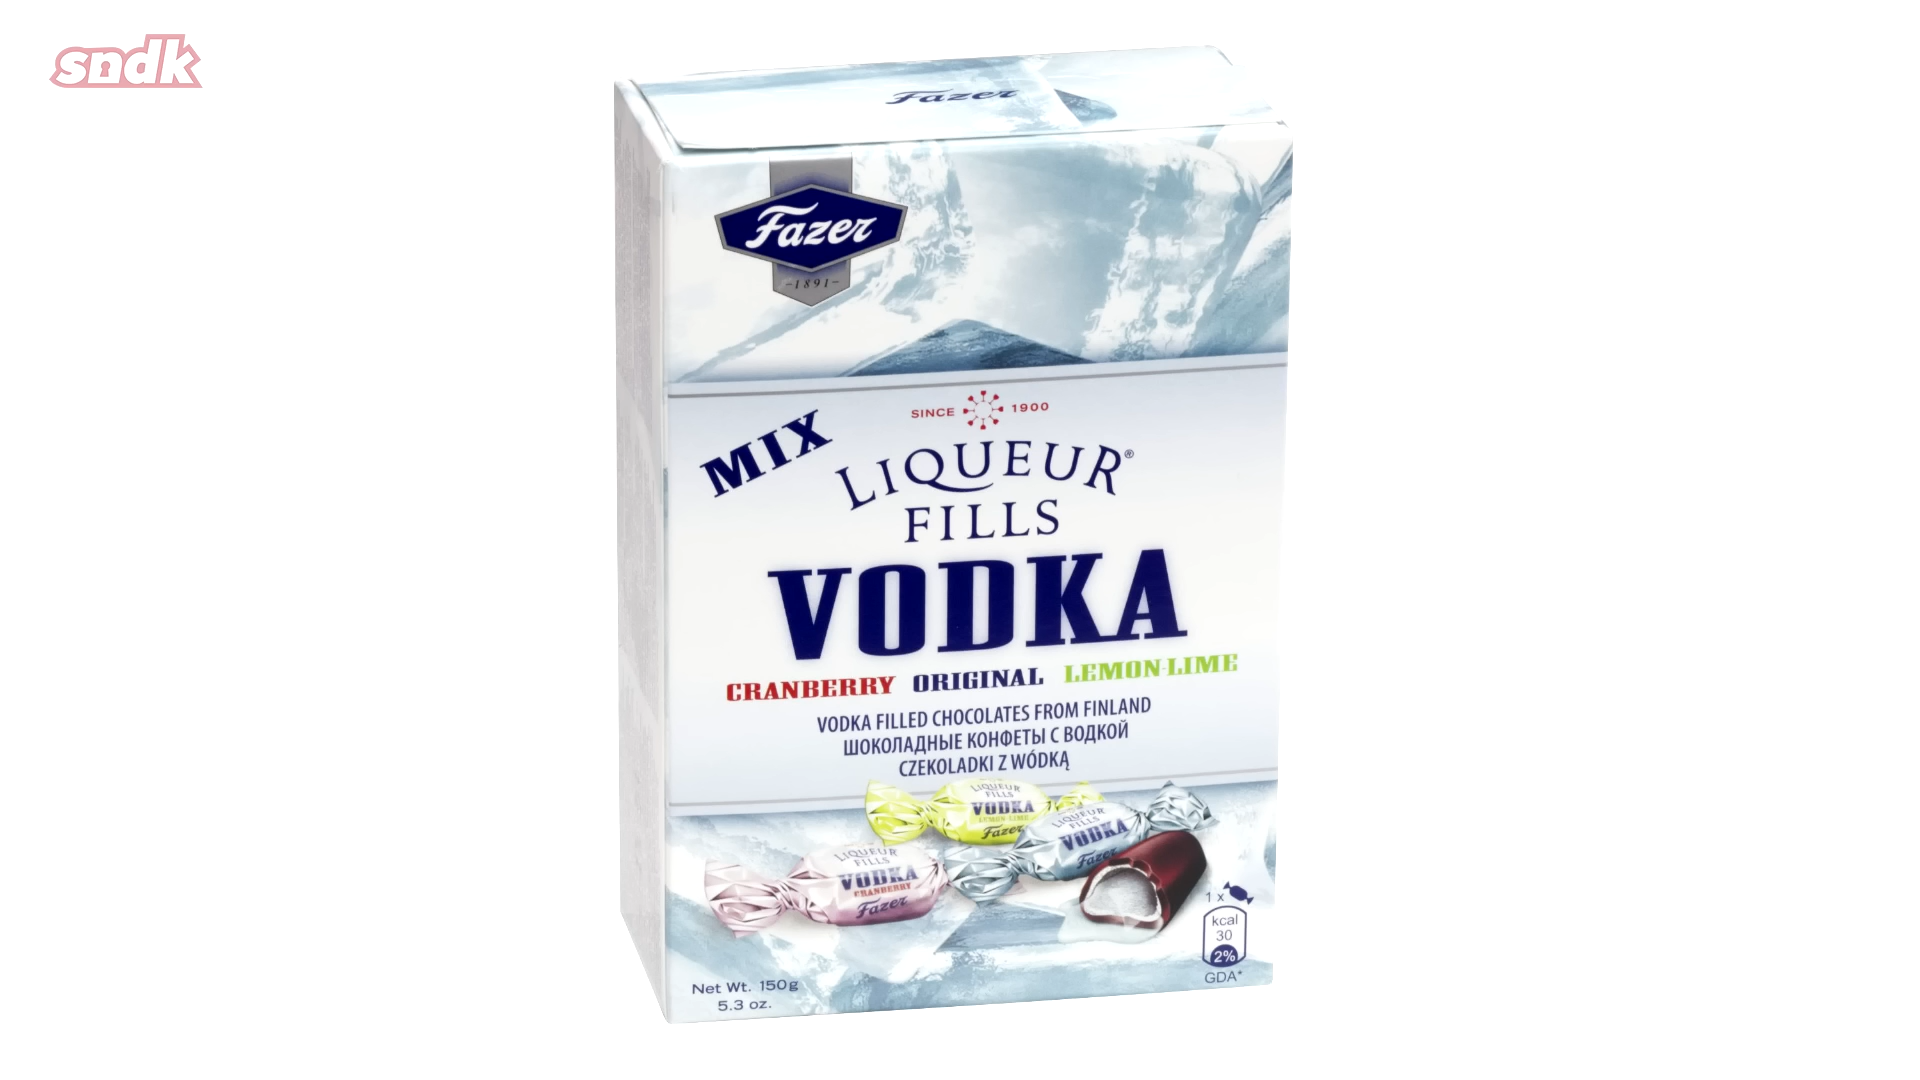 sndk
Fazer
Fazer
-1891-
SINCE 1900
MIX
LIQUEUR®
FILLS
VODKA
CRANBERRY ORIGINAL LEMON-LIME
VODKA FILLED CHOCOLATES FROM FINLAND
ШОКОЛАДНЫЕ КОНФЕТЫ С ВОДКОЙ
CZEKOLADKI Z WÓDKĄ
LIQUEUR
FILLS
VODKA
LEMON-LIME
Fazer
LIQUEUR
FILLS
VODKA
Fazer
LIQUEUR
FILLS
VODKA
CRANBERRY
Fazer
1 x
kcal
30
2%
GDA*
Net Wt. 150g
5.3 oz.